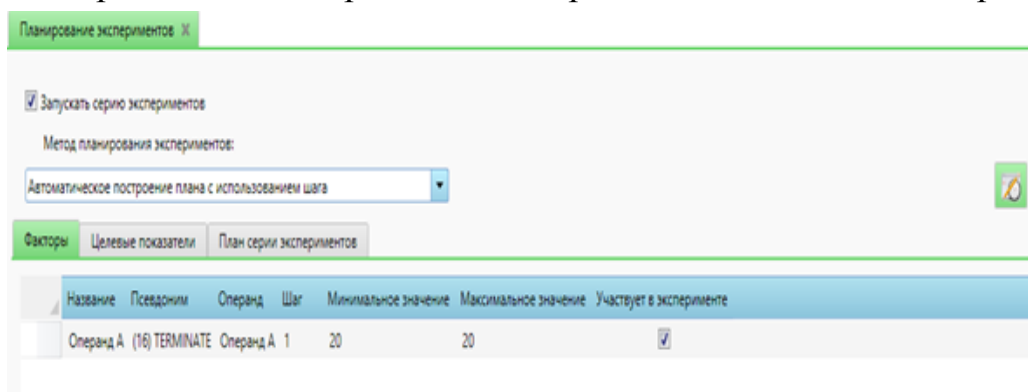 Планирование экспериментов
Запускать серию экспериментов
Метод планирования экспериментов:
Автоматическое построение плана с использованием шага
Факторы Целевые показатели План серии экспериментов
Название Псевдоним Операнд Шаг Минимальное значение Максимальное значение Участвует в эксперименте
Операнд A (16) TERMINATE Операнд A 1 20 20